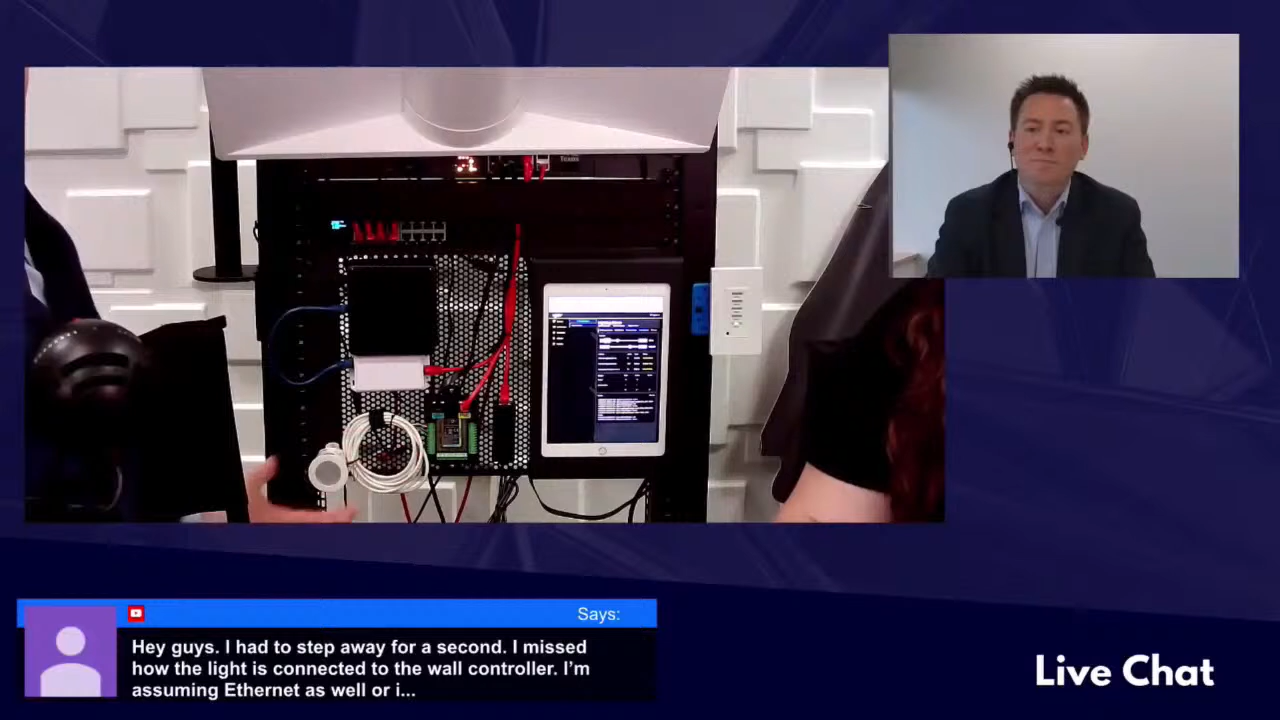 Says:
Hey guys. I had to step away for a second. I missed
how the light is connected to the wall controller. I’m
assuming Ethernet as well or i...
Live Chat